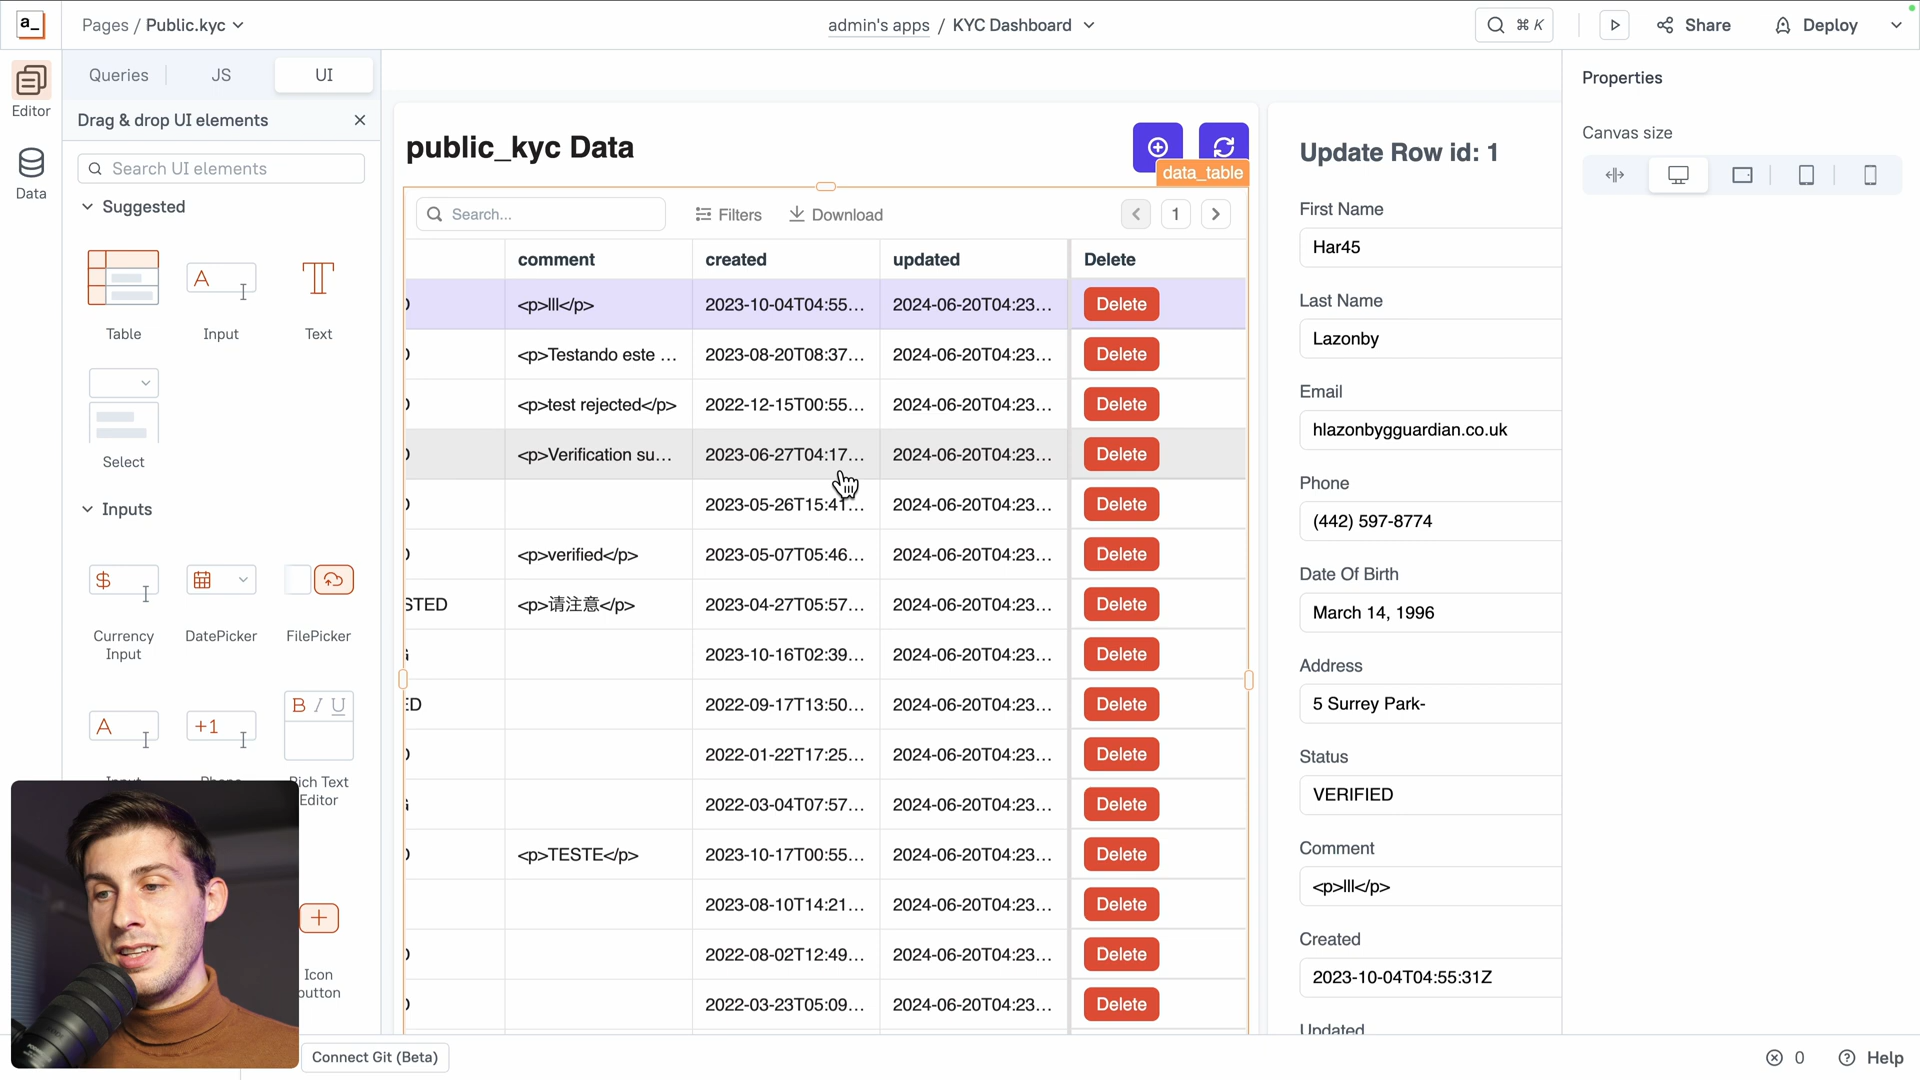 a_
Pages / Public.kyc
admin's apps / KYC Dashboard
⌘ K
Share
Deploy
Editor
Data
Queries
JS
UI
Drag & drop UI elements
Search UI elements
Suggested
Table
Input
Text
Select
Inputs
Currency
Input
DatePicker
FilePicker
Rich Text
Editor
Icon
button
public_kyc Data
data_table
Search...
Filters
Download
1
comment created updated Delete
<p>lll</p> 2023-10-04T04:55... 2024-06-20T04:23... Delete
<p>Testando este ... 2023-08-20T08:37... 2024-06-20T04:23... Delete
<p>test rejected</p> 2022-12-15T00:55... 2024-06-20T04:23... Delete
<p>Verification su... 2023-06-27T04:17... 2024-06-20T04:23... Delete
2023-05-26T15:41... 2024-06-20T04:23... Delete
<p>verified</p> 2023-05-07T05:46... 2024-06-20T04:23... Delete
STED <p>请注意</p> 2023-04-27T05:57... 2024-06-20T04:23... Delete
2023-10-16T02:39... 2024-06-20T04:23... Delete
ED 2022-09-17T13:50... 2024-06-20T04:23... Delete
2022-01-22T17:25... 2024-06-20T04:23... Delete
2022-03-04T07:57... 2024-06-20T04:23... Delete
<p>TESTE</p> 2023-10-17T00:55... 2024-06-20T04:23... Delete
2023-08-10T14:21... 2024-06-20T04:23... Delete
2022-08-02T12:49... 2024-06-20T04:23... Delete
2022-03-23T05:09... 2024-06-20T04:23... Delete
Update Row id: 1
First Name
Har45
Last Name
Lazonby
Email
hlazonbygguardian.co.uk
Phone
(442) 597-8774
Date Of Birth
March 14, 1996
Address
5 Surrey Park-
Status
VERIFIED
Comment
<p>lll</p>
Created
2023-10-04T04:55:31Z
Updated
Properties
Canvas size
Connect Git (Beta)
0
Help